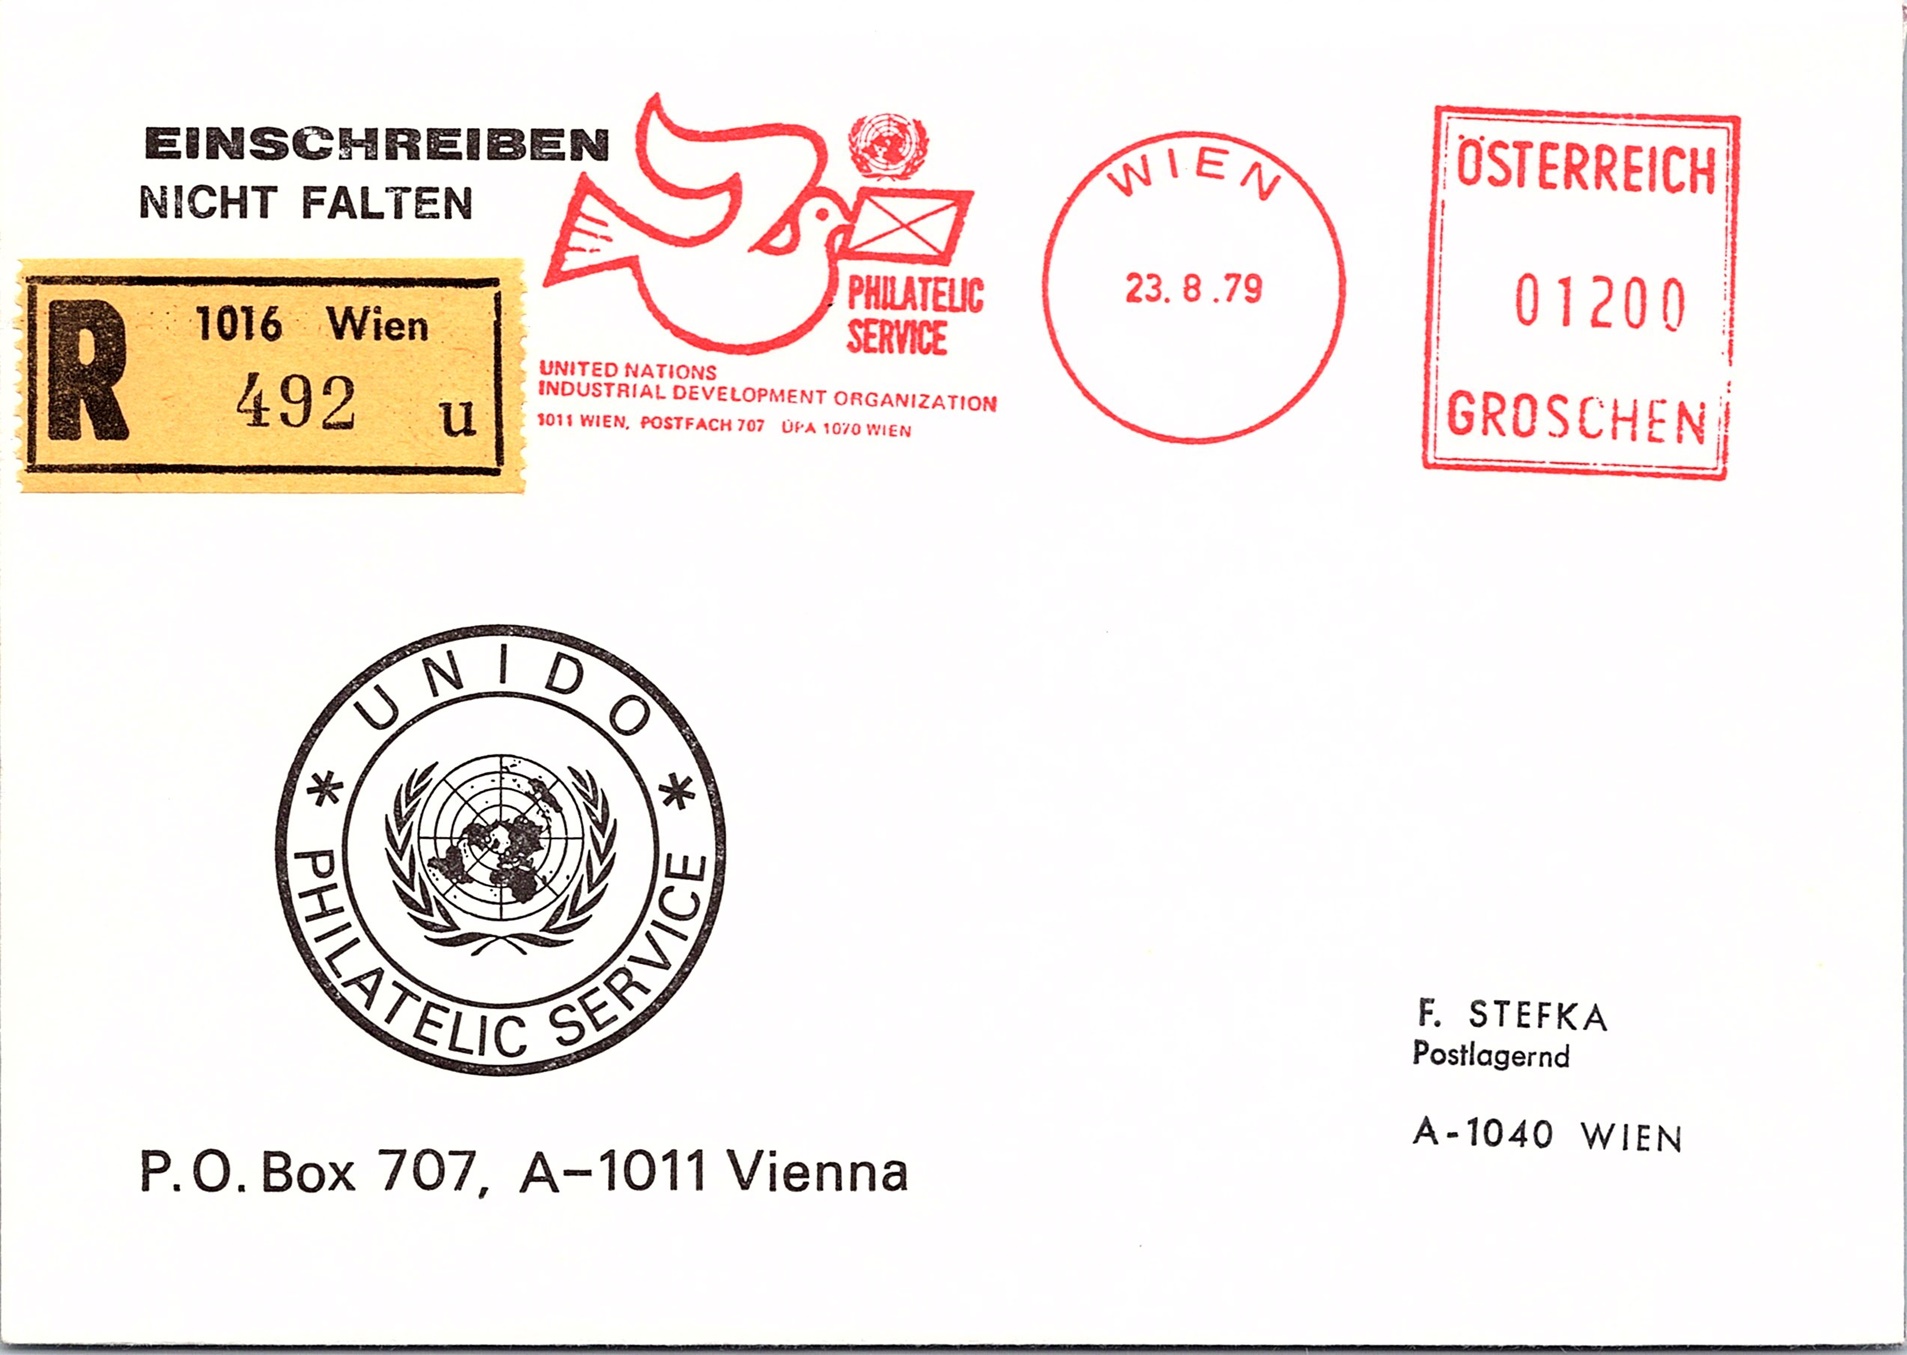 EINSCHREIBEN
NICHT FALTEN
R
1016 Wien
492 u
PHILATELIC
SERVICE
UNITED NATIONS
INDUSTRIAL DEVELOPMENT ORGANIZATION
1011 WIEN, POSTFACH 707 ÜPA 1070 WIEN
WIEN
23. 8 .79
ÖSTERREICH
01200
GROSCHEN
* UNIDO *
PHILATELIC SERVICE
P.O. Box 707, A-1011 Vienna
F. STEFKA
Postlagernd
A-1040 WIEN